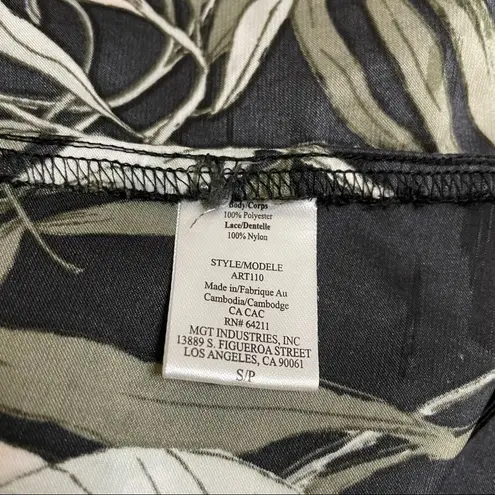 Body/Corps
100% Polyester
Lace/Dentelle
100% Nylon
STYLE/MODELE
ART110
Made in/Fabrique Au
Cambodia/Cambodge
CA CAC
RN# 64211
MGT INDUSTRIES, INC
13889 S. FIGUEROA STREET
LOS ANGELES, CA 90061
S/P